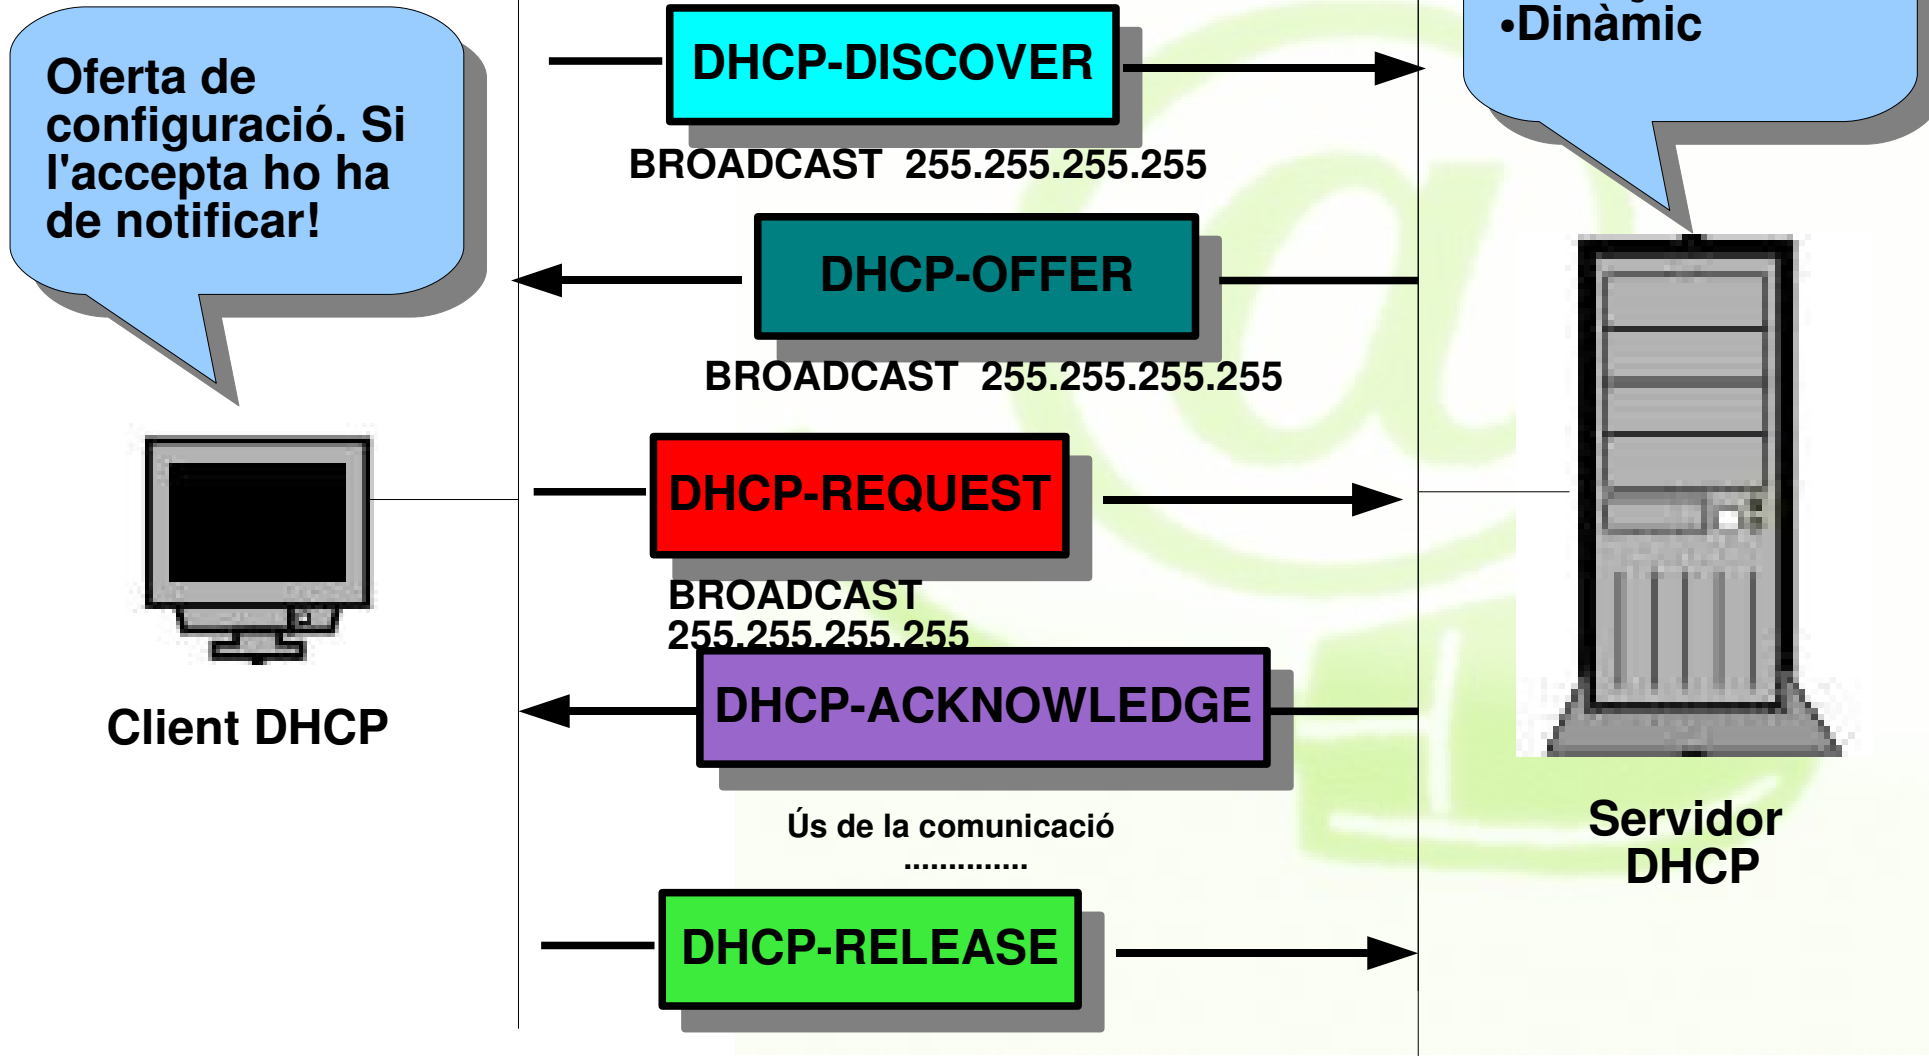 •Dinàmic
Oferta de
configuració. Si
l'accepta ho ha
de notificar!
DHCP-DISCOVER
BROADCAST 255.255.255.255
DHCP-OFFER
BROADCAST 255.255.255.255
DHCP-REQUEST
BROADCAST
255.255.255.255
DHCP-ACKNOWLEDGE
Client DHCP
Ús de la comunicació
..............
Servidor
DHCP
DHCP-RELEASE